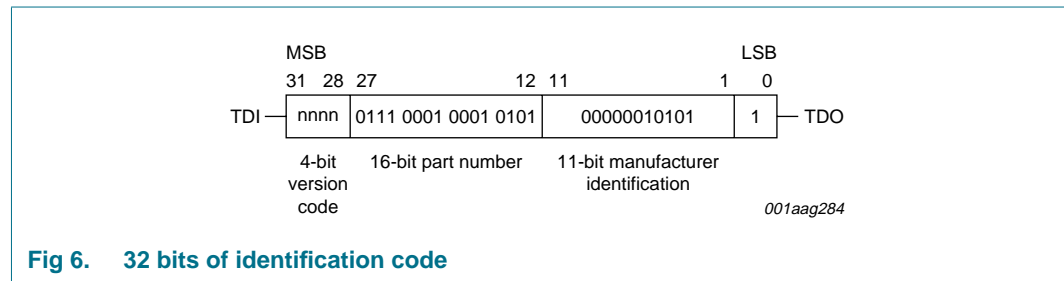 MSB LSB
31 28 27 12 11 1 0
TDI nnnn 0111 0001 0001 0101 00000010101 1 TDO
4-bit version code
16-bit part number
11-bit manufacturer identification
001aag284
Fig 6. 32 bits of identification code